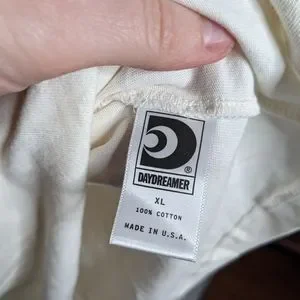 ®
DAYDREAMER
XL
100% COTTON
MADE IN U.S.A.